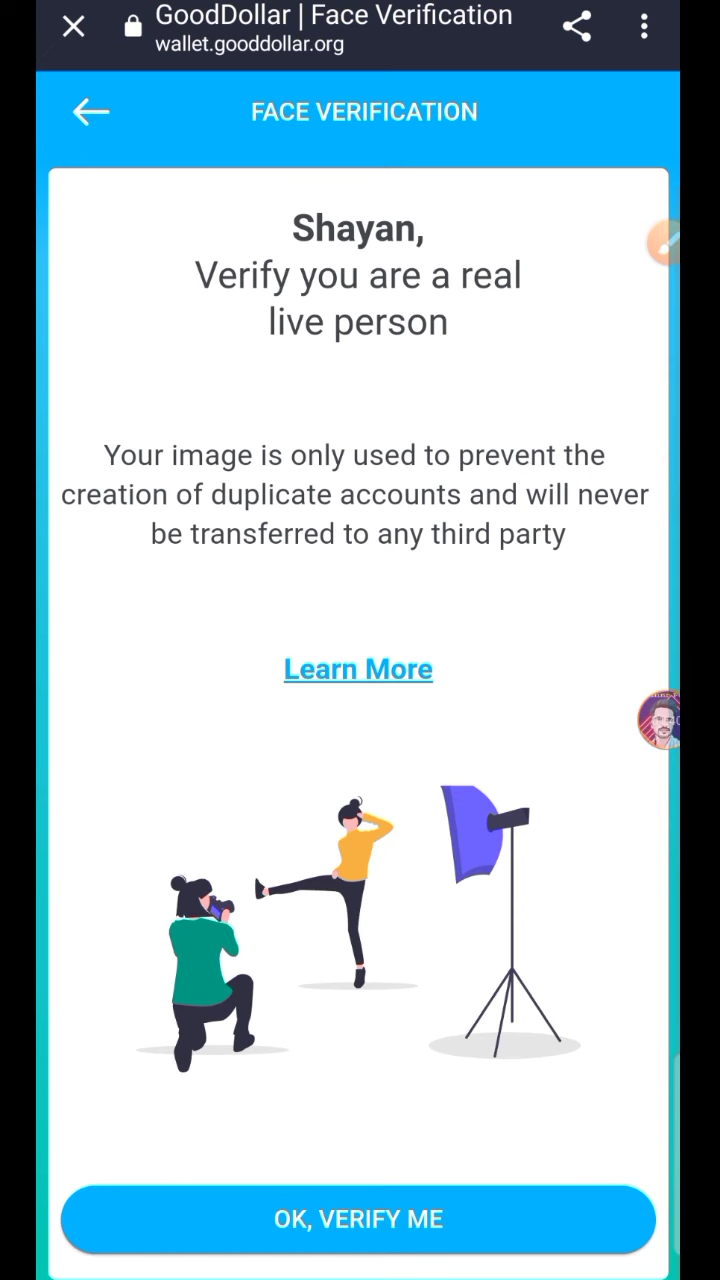 GoodDollar | Face Verification
wallet.gooddollar.org
FACE VERIFICATION
Shayan,
Verify you are a real
live person
Your image is only used to prevent the
creation of duplicate accounts and will never
be transferred to any third party
Learn More
OK, VERIFY ME